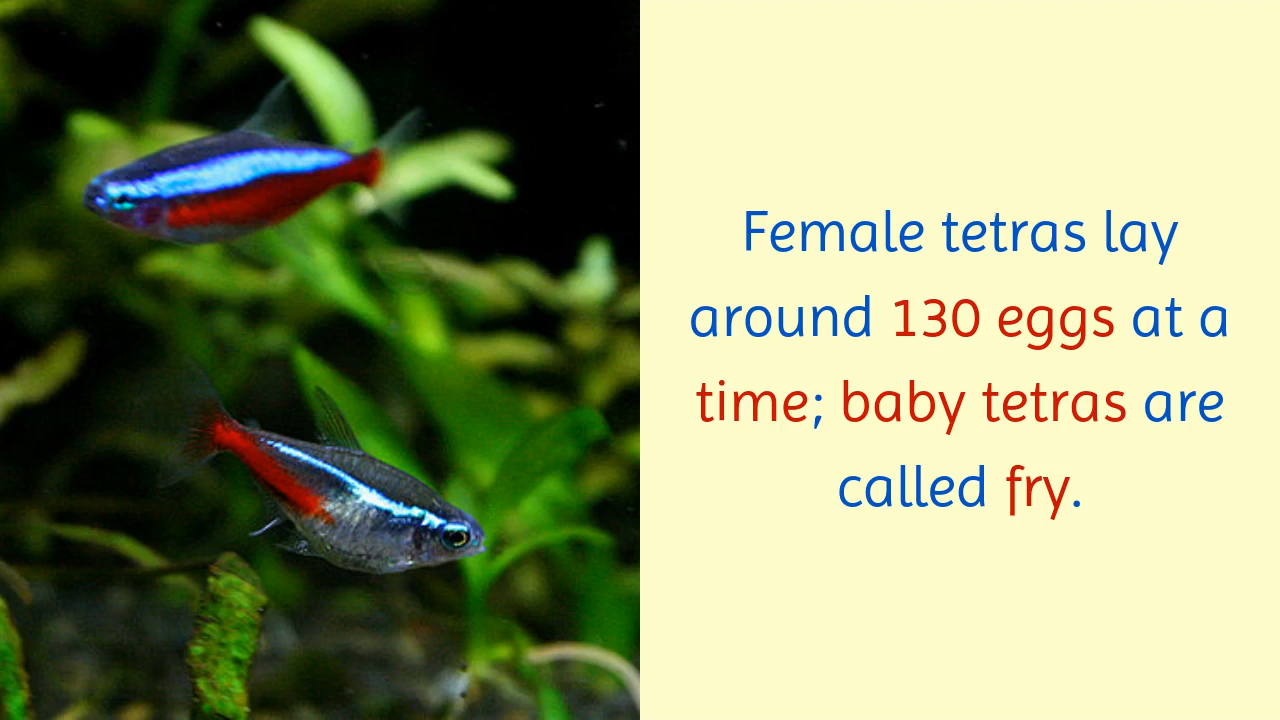 Female tetras lay
around 130 eggs at a
time; baby tetras are
called fry.